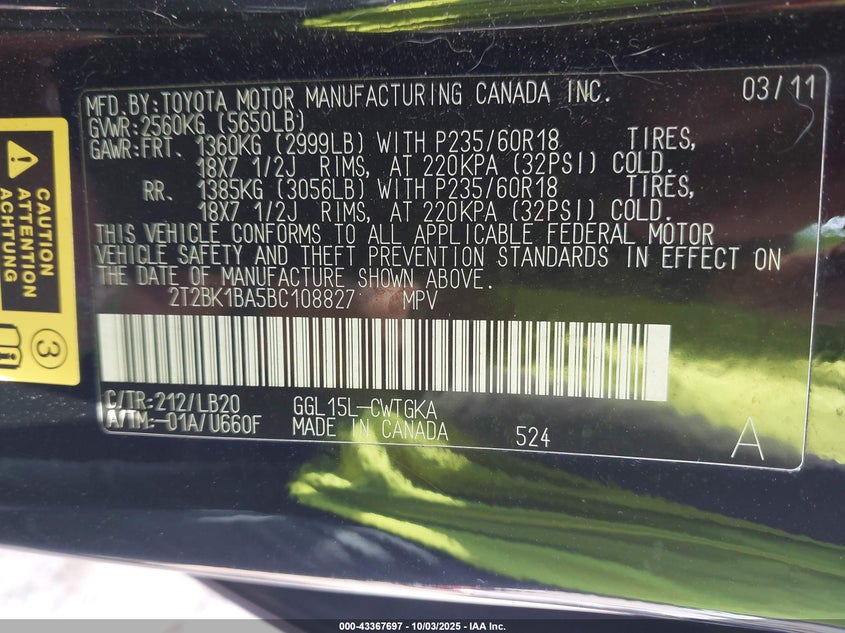 MFD. BY: TOYOTA MOTOR MANUFACTURING CANADA INC. 03/11
GVWR: 2560KG (5650LB)
GAWR: FRT. 1360KG (2999LB) WITH P235/60R18 TIRES,
18X7 1/2J RIMS, AT 220KPA (32PSI) COLD.
RR. 1385KG (3056LB) WITH P235/60R18 TIRES,
18X7 1/2J RIMS, AT 220KPA (32PSI) COLD.
THIS VEHICLE CONFORMS TO ALL APPLICABLE FEDERAL MOTOR
VEHICLE SAFETY AND THEFT PREVENTION STANDARDS IN EFFECT ON
THE DATE OF MANUFACTURE SHOWN ABOVE.
2T2BK1BA5BC108827 MPV
C/TR: 212/LB20 GGL15L-CWTGKA
A/TM: -01A/U660F MADE IN CANADA 524 A
CAUTION
ATTENTION
ACHTUNG
3
000-43367697 - 10/03/2025 - IAA Inc.